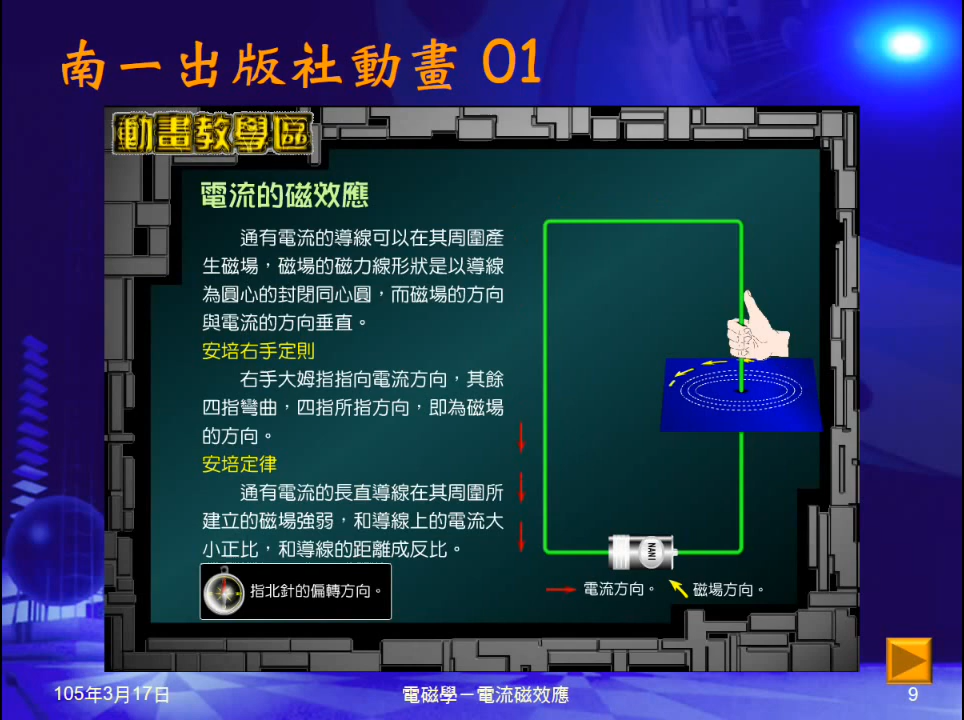 南一出版社動畫 01
動畫教學區
電流的磁效應
通有電流的導線可以在其周圍產
生磁場，磁場的磁力線形狀是以導線
為圓心的封閉同心圓，而磁場的方向
與電流的方向垂直。
安培右手定則
右手大姆指指向電流方向，其餘
四指彎曲，四指所指方向，即為磁場
的方向。
安培定律
通有電流的長直導線在其周圍所
建立的磁場強弱，和導線上的電流大
小正比，和導線的距離成反比。
指北針的偏轉方向。
NANI
電流方向。
磁場方向。
105年3月17日
電磁學－電流磁效應
9